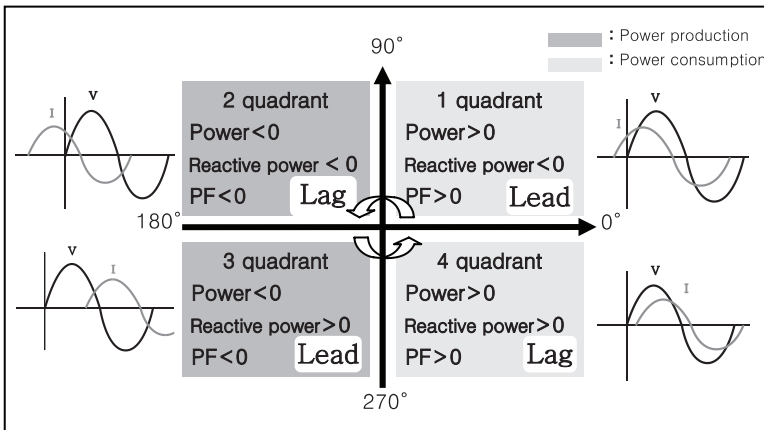 90°
: Power production
: Power consumption
V
I
2 quadrant
Power<0
Reactive power < 0
PF<0
Lag
1 quadrant
Power>0
Reactive power<0
PF>0
Lead
V
I
180°
0°
V
I
3 quadrant
Power<0
Reactive power>0
PF<0
Lead
4 quadrant
Power>0
Reactive power>0
PF>0
Lag
V
I
270°